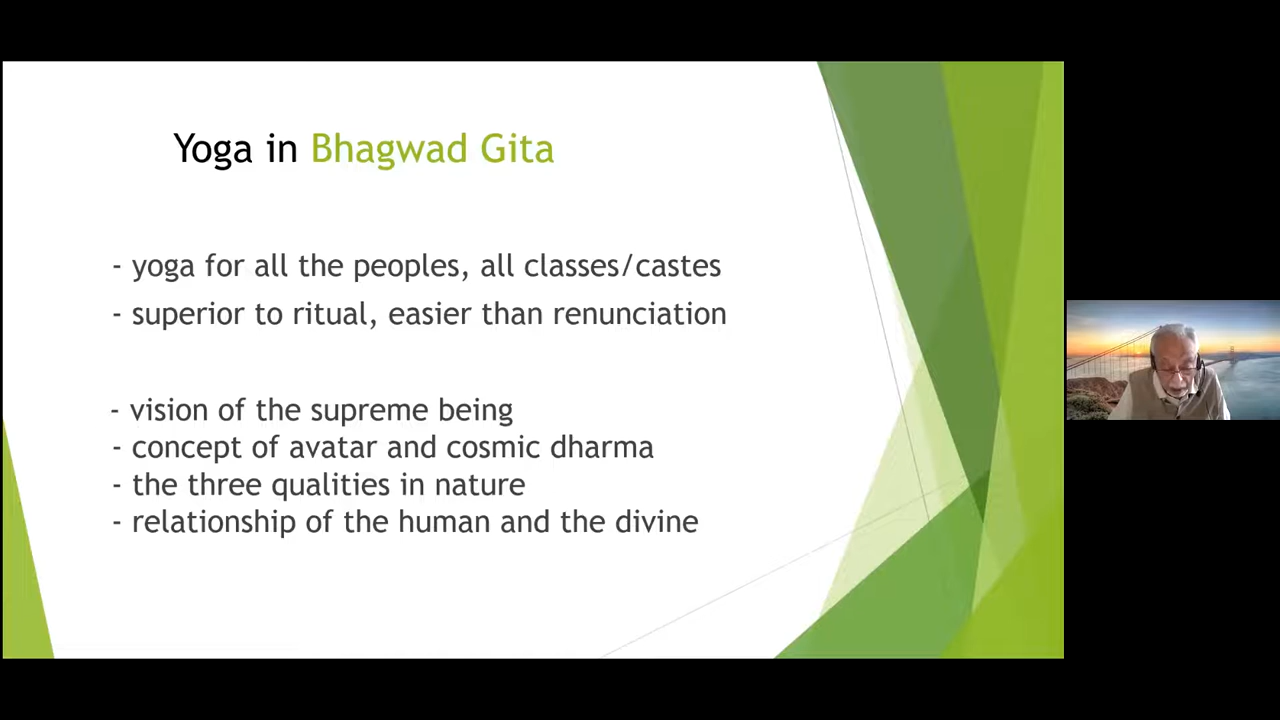 Yoga in Bhagwad Gita
- yoga for all the peoples, all classes/castes
- superior to ritual, easier than renunciation
- vision of the supreme being
- concept of avatar and cosmic dharma
- the three qualities in nature
- relationship of the human and the divine